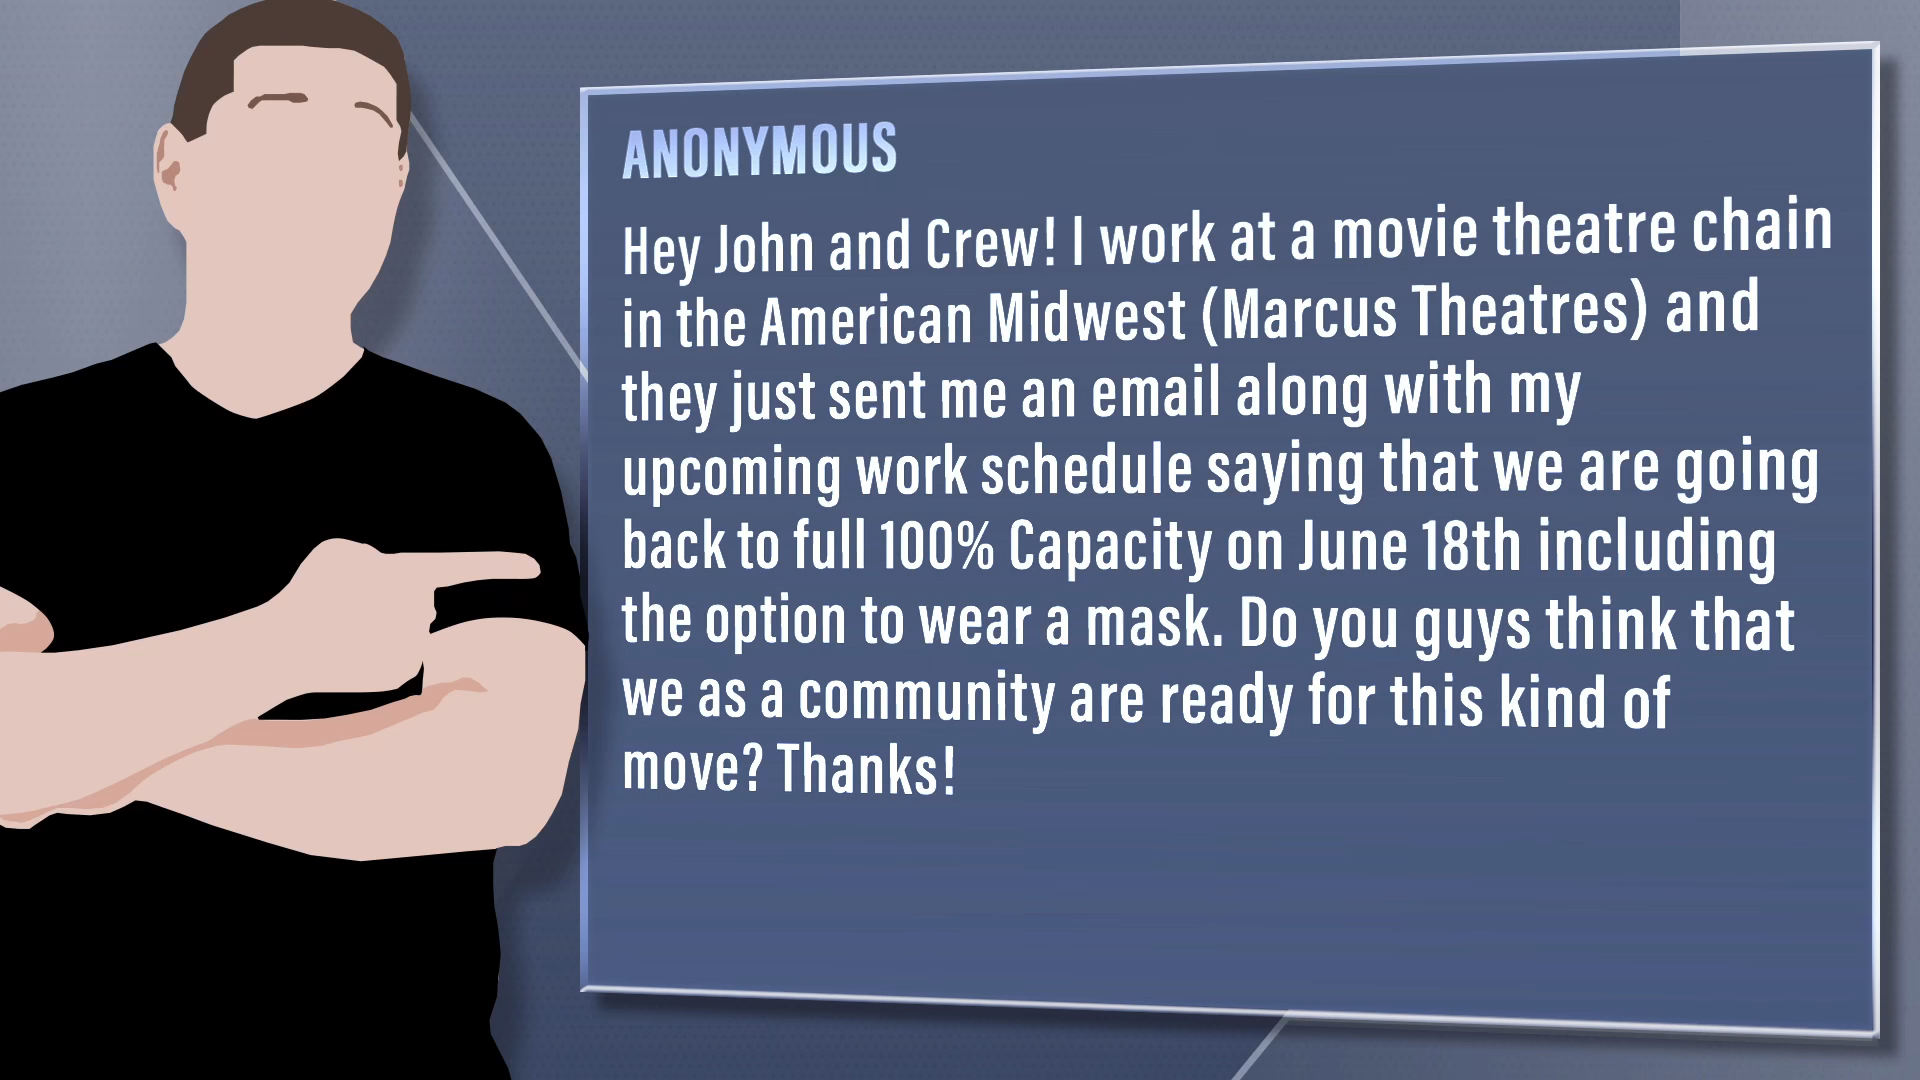 ANONYMOUS
Hey John and Crew! I work at a movie theatre chain
in the American Midwest (Marcus Theatres) and
they just sent me an email along with my
upcoming work schedule saying that we are going
back to full 100% Capacity on June 18th including
the option to wear a mask. Do you guys think that
we as a community are ready for this kind of
move? Thanks!